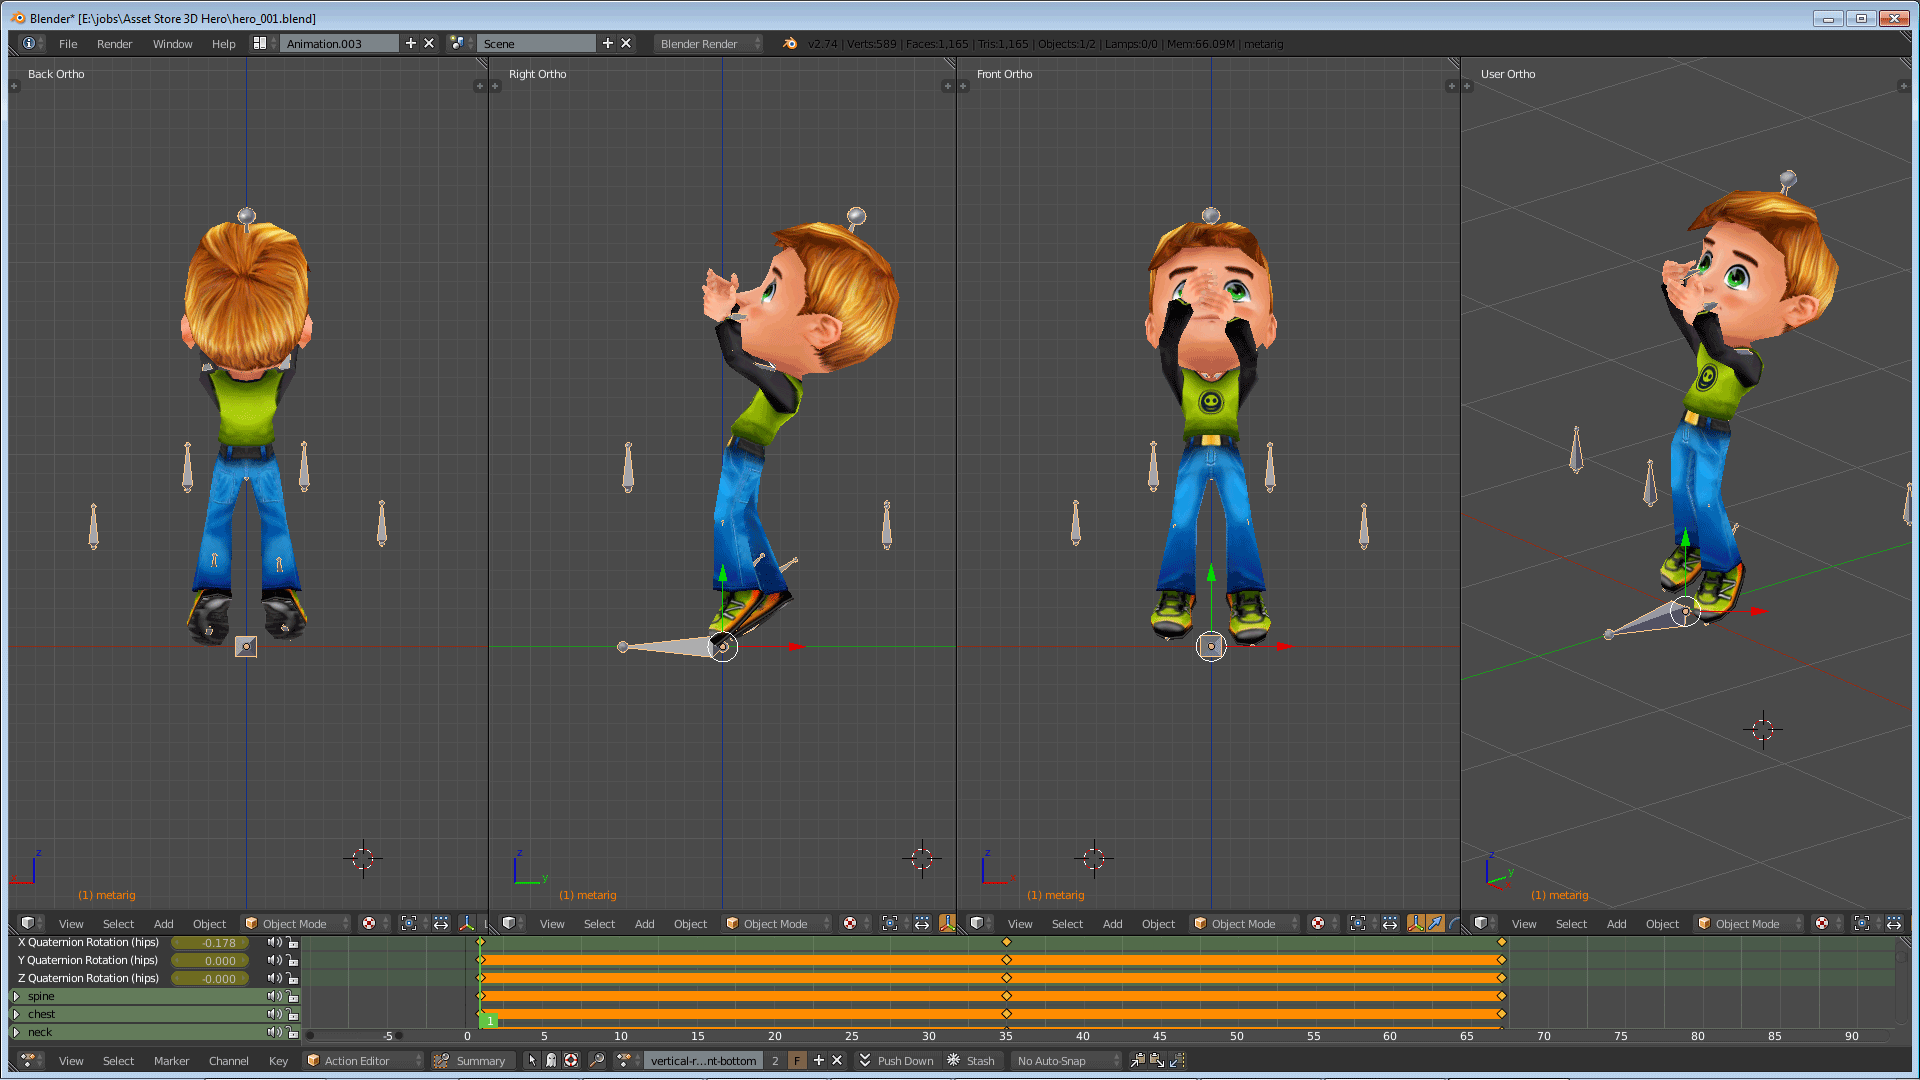 Blender* [E:\jobs\Asset Store 3D Hero\hero_001.blend]
File Render Window Help Animation.003 Scene Blender Render v2.74 | Verts:589 | Faces:1,165 | Tris:1,165 | Objects:1/2 | Lamps:0/0 | Mem:66.09M | metarig
Back Ortho Right Ortho Front Ortho User Ortho
z z z z
y y
x x
(1) metarig (1) metarig (1) metarig (1) metarig
View Select Add Object Object Mode View Select Add Object Object Mode View Select Add Object Object Mode View Select Add Object Object Mode
X Quaternion Rotation (hips) -0.178
Y Quaternion Rotation (hips) 0.000
Z Quaternion Rotation (hips) -0.000
spine
chest
1
neck
-5 0 5 10 15 20 25 30 35 40 45 50 55 60 65 70 75 80 85 90
View Select Marker Channel Key Action Editor Summary vertical-r...nt-bottom 2 F Push Down Stash No Auto-Snap